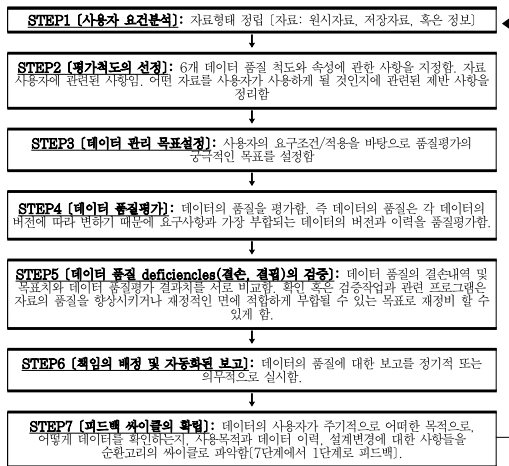 STEP1 [사용자 요건분석]: 자료형태 정립 [자료: 원시자료, 저장자료, 혹은 정보]
STEP2 [평가척도의 선정]: 6개 데이터 품질 척도와 속성에 관한 사항을 지정함. 자료
사용자에 관련된 사항임. 어떤 자료를 사용자가 사용하게 될 것인지에 관련된 제반 사항을
정리함
STEP3 [데이터 관리 목표설정]: 사용자의 요구조건/적용을 바탕으로 품질평가의
궁극적인 목표를 설정함
STEP4 [데이터 품질평가]: 데이터의 품질을 평가함. 즉 데이터의 품질은 각 데이터의
버전에 따라 변하기 때문에 요구사항과 가장 부합되는 데이터의 버전과 이력을 품질평가함.
STEP5 [데이터 품질 deficiencies(결손, 결핍)의 검증]: 데이터 품질의 결손내역 및
목표치와 데이터 품질평가 결과치를 서로 비교함. 확인 혹은 검증작업과 관련 프로그램은
자료의 품질을 향상시키거나 재정적인 면에 적합하게 부합될 수 있는 목표로 재정비 할 수
있게 함.
STEP6 [책임의 배정 및 자동화된 보고]: 데이터의 품질에 대한 보고를 정기적 또는
의무적으로 실시함.
STEP7 [피드백 싸이클의 확립]: 데이터의 사용자가 주기적으로 어떠한 목적으로,
어떻게 데이터를 확인하는지, 사용목적과 데이터 이력, 설계변경에 대한 사항들을
순환고리의 싸이클로 파악함[7단계에서 1단계로 피드백].